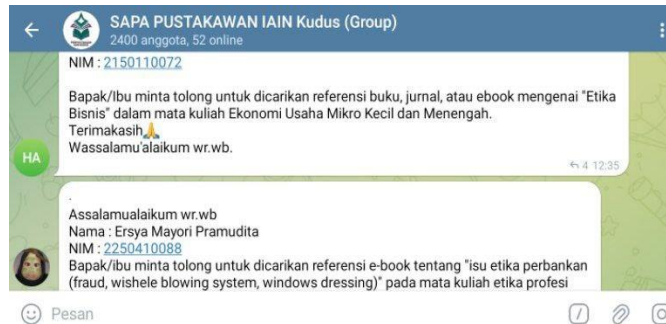 SAPA PUSTAKAWAN IAIN Kudus (Group)
2400 anggota, 52 online
NIM : 2150110072
Bapak/Ibu minta tolong untuk dicarikan referensi buku, jurnal, atau ebook mengenai "Etika
Bisnis" dalam mata kuliah Ekonomi Usaha Mikro Kecil dan Menengah.
Terimakasih🙏
Wassalamu'alaikum wr.wb.
HA
4 12:35
.
Assalamualaikum wr.wb
Nama : Ersya Mayori Pramudita
NIM : 2250410088
Bapak/ibu minta tolong untuk dicarikan referensi e-book tentang "isu etika perbankan
(fraud, wishele blowing system, windows dressing)" pada mata kuliah etika profesi
Pesan